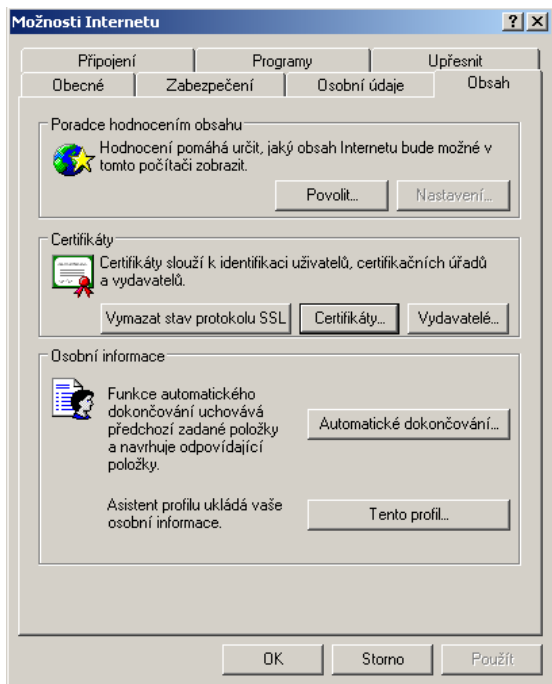 Možnosti Internetu
Připojení
Programy
Upřesnit
Obecné
Zabezpečení
Osobní údaje
Obsah
Poradce hodnocením obsahu
Hodnocení pomáhá určit, jaký obsah Internetu bude možné v
tomto počítači zobrazit.
Povolit...
Nastavení...
Certifikáty
Certifikáty slouží k identifikaci uživatelů, certifikačních úřadů
a vydavatelů.
Vymazat stav protokolu SSL
Certifikáty...
Vydavatelé...
Osobní informace
Funkce automatického
dokončování uchovává
předchozí zadané položky
a navrhuje odpovídající
položky.
Automatické dokončování...
Asistent profilu ukládá vaše
osobní informace.
Tento profil...
OK
Storno
Použít